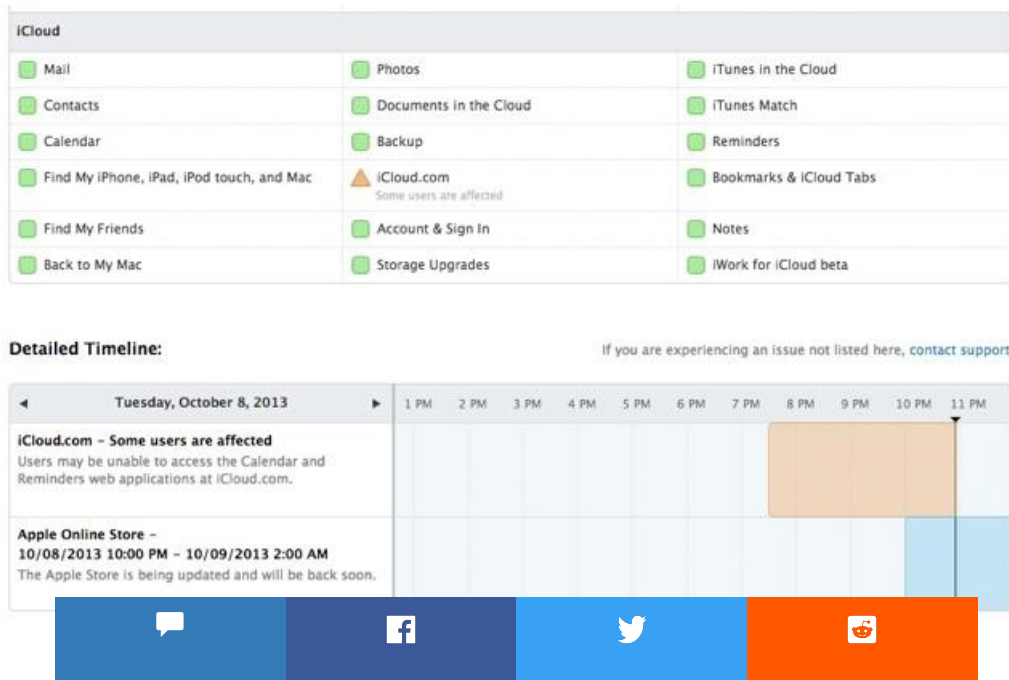 iCloud
Mail Photos iTunes in the Cloud
Contacts Documents in the Cloud iTunes Match
Calendar Backup Reminders
Find My iPhone, iPad, iPod touch, and Mac iCloud.com Bookmarks & iCloud Tabs
Some users are affected
Find My Friends Account & Sign In Notes
Back to My Mac Storage Upgrades iWork for iCloud beta
Detailed Timeline: If you are experiencing an issue not listed here, contact support
Tuesday, October 8, 2013 1 PM 2 PM 3 PM 4 PM 5 PM 6 PM 7 PM 8 PM 9 PM 10 PM 11 PM
iCloud.com – Some users are affected
Users may be unable to access the Calendar and
Reminders web applications at iCloud.com.
Apple Online Store –
10/08/2013 10:00 PM – 10/09/2013 2:00 AM
The Apple Store is being updated and will be back soon.